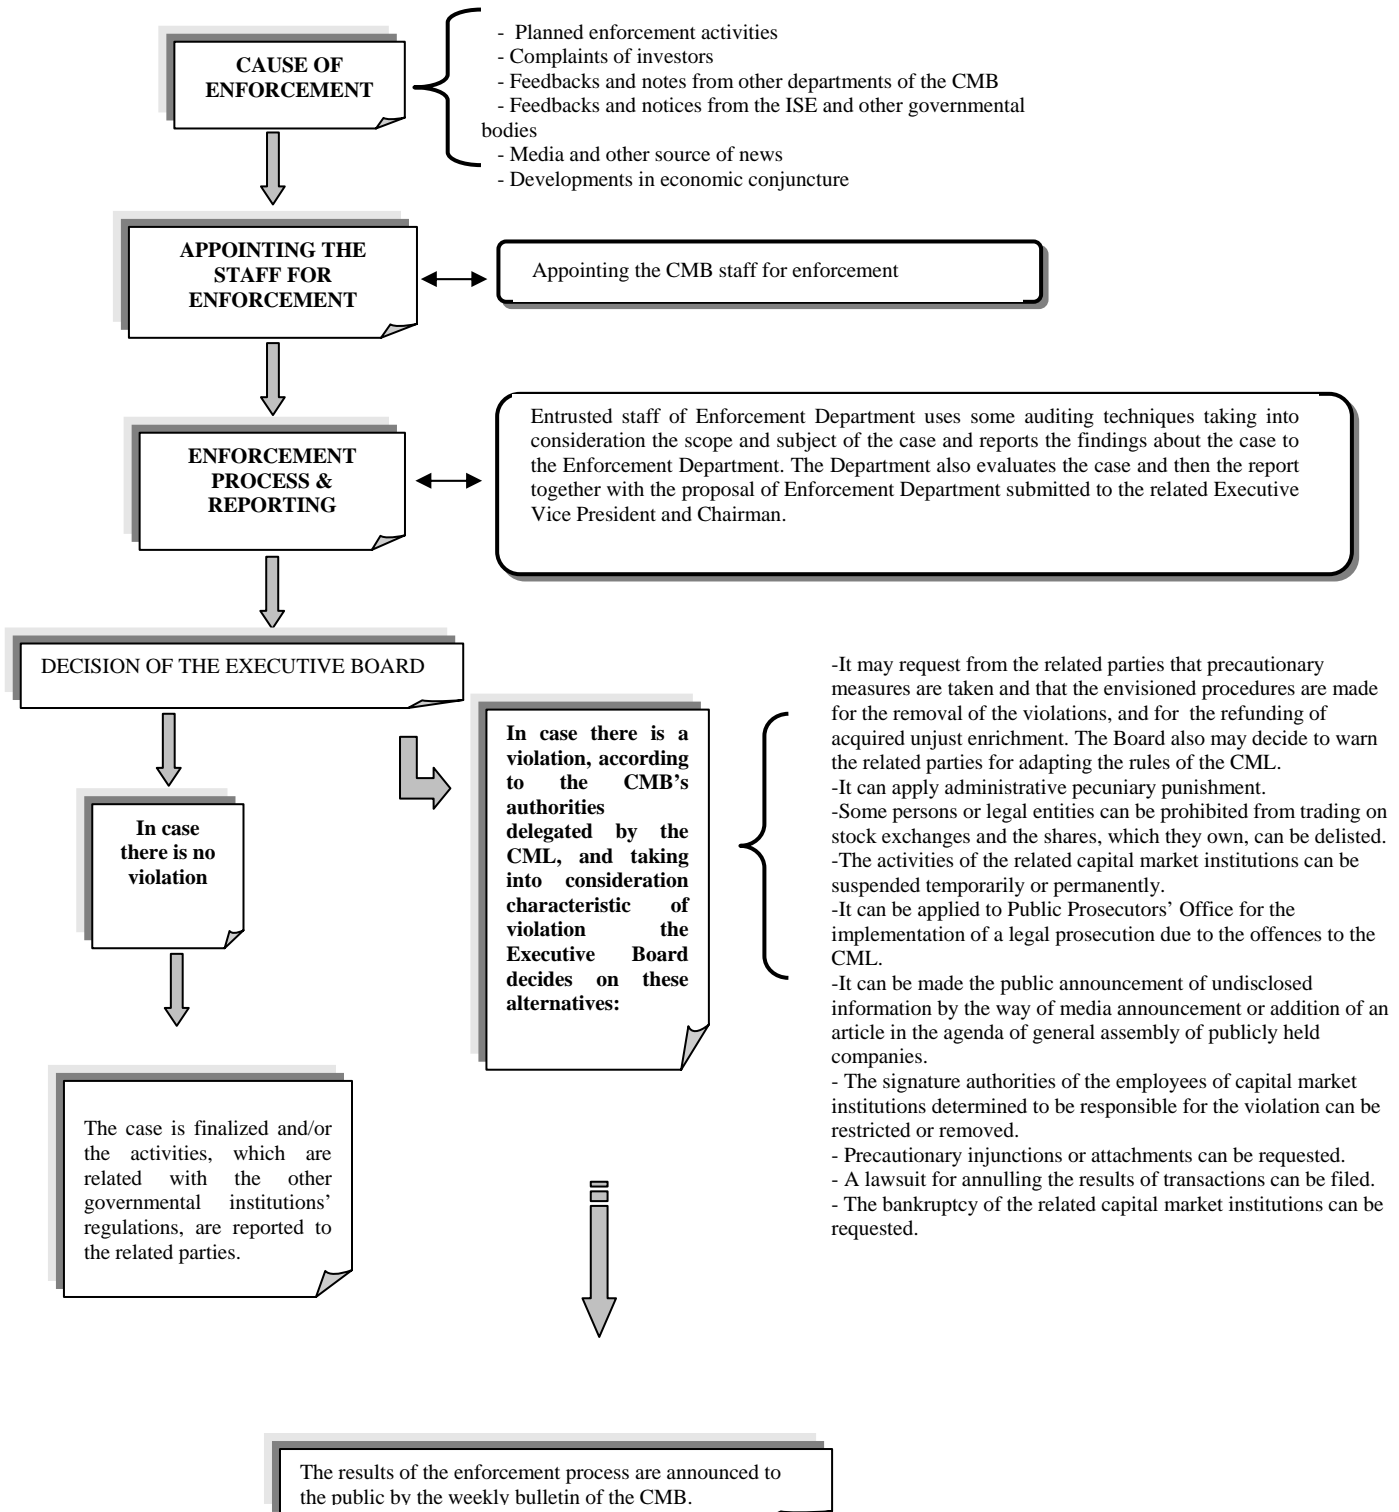 CAUSE OF
ENFORCEMENT
- Planned enforcement activities
- Complaints of investors
- Feedbacks and notes from other departments of the CMB
- Feedbacks and notices from the ISE and other governmental
bodies
- Media and other source of news
- Developments in economic conjuncture
APPOINTING THE
STAFF FOR
ENFORCEMENT
Appointing the CMB staff for enforcement
ENFORCEMENT
PROCESS &
REPORTING
Entrusted staff of Enforcement Department uses some auditing techniques taking into
consideration the scope and subject of the case and reports the findings about the case to
the Enforcement Department. The Department also evaluates the case and then the report
together with the proposal of Enforcement Department submitted to the related Executive
Vice President and Chairman.
DECISION OF THE EXECUTIVE BOARD
In case
there is no
violation
The case is finalized and/or
the activities, which are
related with the other
governmental institutions'
regulations, are reported to
the related parties.
In case there is a
violation, according
to the CMB's
authorities
delegated by the
CML, and taking
into consideration
characteristic of
violation the
Executive Board
decides on these
alternatives:
-It may request from the related parties that precautionary
measures are taken and that the envisioned procedures are made
for the removal of the violations, and for the refunding of
acquired unjust enrichment. The Board also may decide to warn
the related parties for adapting the rules of the CML.
-It can apply administrative pecuniary punishment.
-Some persons or legal entities can be prohibited from trading on
stock exchanges and the shares, which they own, can be delisted.
-The activities of the related capital market institutions can be
suspended temporarily or permanently.
-It can be applied to Public Prosecutors' Office for the
implementation of a legal prosecution due to the offences to the
CML.
-It can be made the public announcement of undisclosed
information by the way of media announcement or addition of an
article in the agenda of general assembly of publicly held
companies.
- The signature authorities of the employees of capital market
institutions determined to be responsible for the violation can be
restricted or removed.
- Precautionary injunctions or attachments can be requested.
- A lawsuit for annulling the results of transactions can be filed.
- The bankruptcy of the related capital market institutions can be
requested.
The results of the enforcement process are announced to
the public by the weekly bulletin of the CMB.